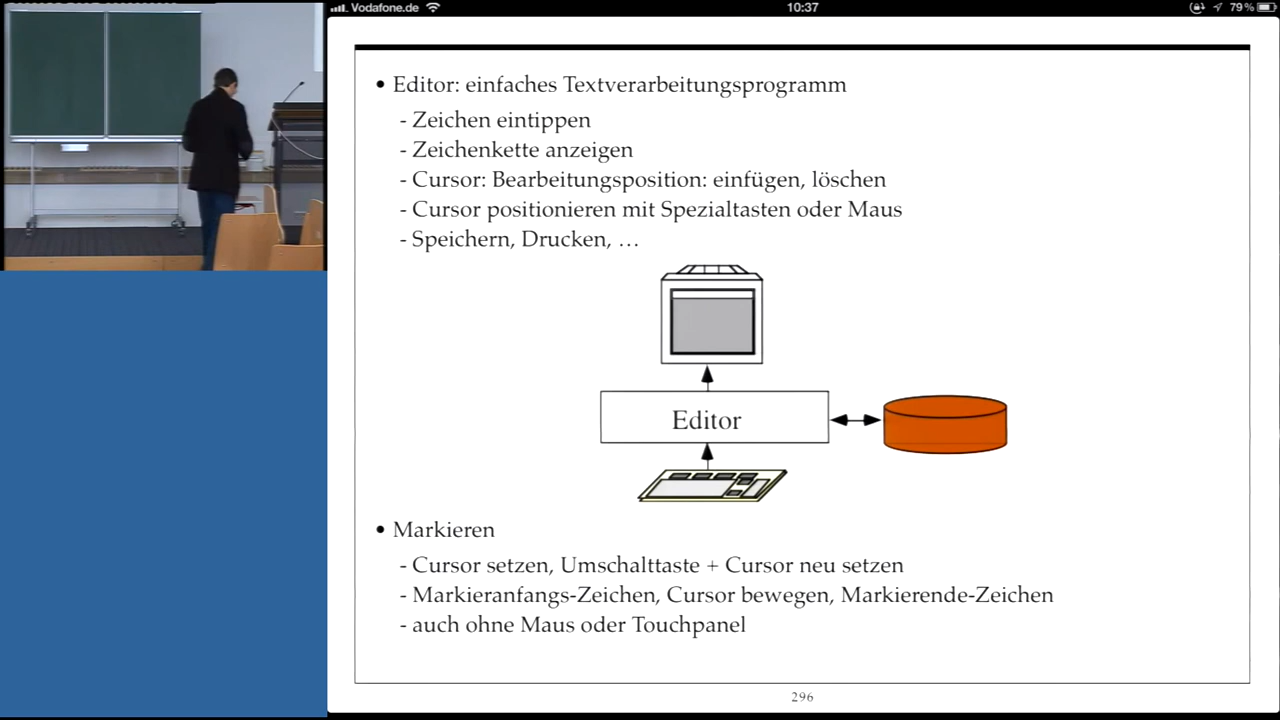 Vodafone.de 10:37 79 %
• Editor: einfaches Textverarbeitungsprogramm
- Zeichen eintippen
- Zeichenkette anzeigen
- Cursor: Bearbeitungsposition: einfügen, löschen
- Cursor positionieren mit Spezialtasten oder Maus
- Speichern, Drucken, …
Editor
• Markieren
- Cursor setzen, Umschalttaste + Cursor neu setzen
- Markieranfangs-Zeichen, Cursor bewegen, Markierende-Zeichen
- auch ohne Maus oder Touchpanel
296